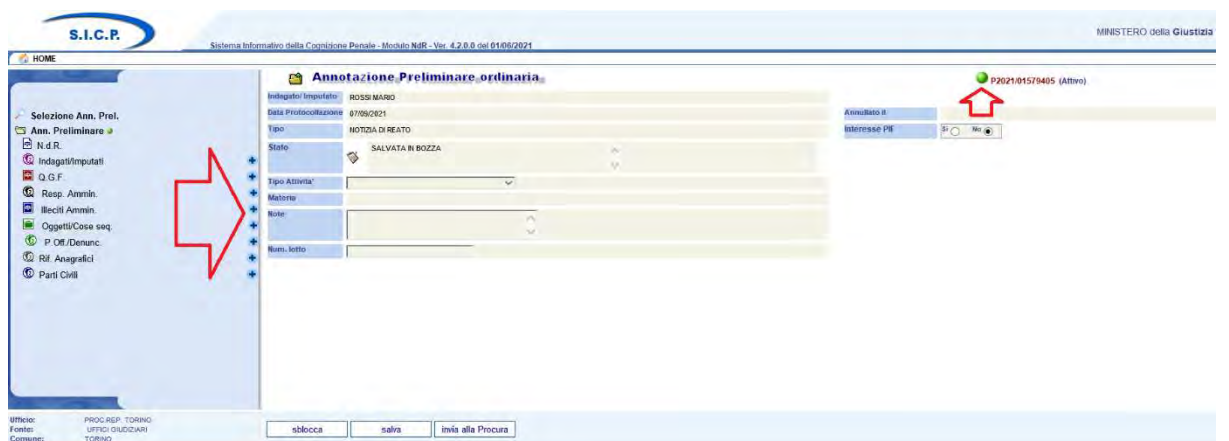 S.I.C.P.
Sistema Informativo della Cognizione Penale - Modulo NdR - Ver. 4.2.0.0 del 01/06/2021
MINISTERO della Giustizia
HOME
Annotazione Preliminare ordinaria
P2021/01579405 (Attivo)
Selezione Ann. Prel.
Ann. Preliminare
N.d.R.
Indagati/Imputati
Q.G.F.
Resp. Ammin.
Illeciti Ammin.
Oggetti/Cose seq.
P. Off./Denunc.
Rif. Anagrafici
Parti Civili
Indagato/Imputato ROSSI MARIO
Data Protocollazione 07/09/2021
Annullato il
Tipo NOTIZIA DI REATO
Interesse PIF Si No
Stato SALVATA IN BOZZA
Tipo Attivita'
Materia
Note
Num. lotto
Ufficio: PROC.REP. TORINO
Fonte: UFFICI GIUDIZIARI
Comune: TORINO
sblocca salva invia alla Procura